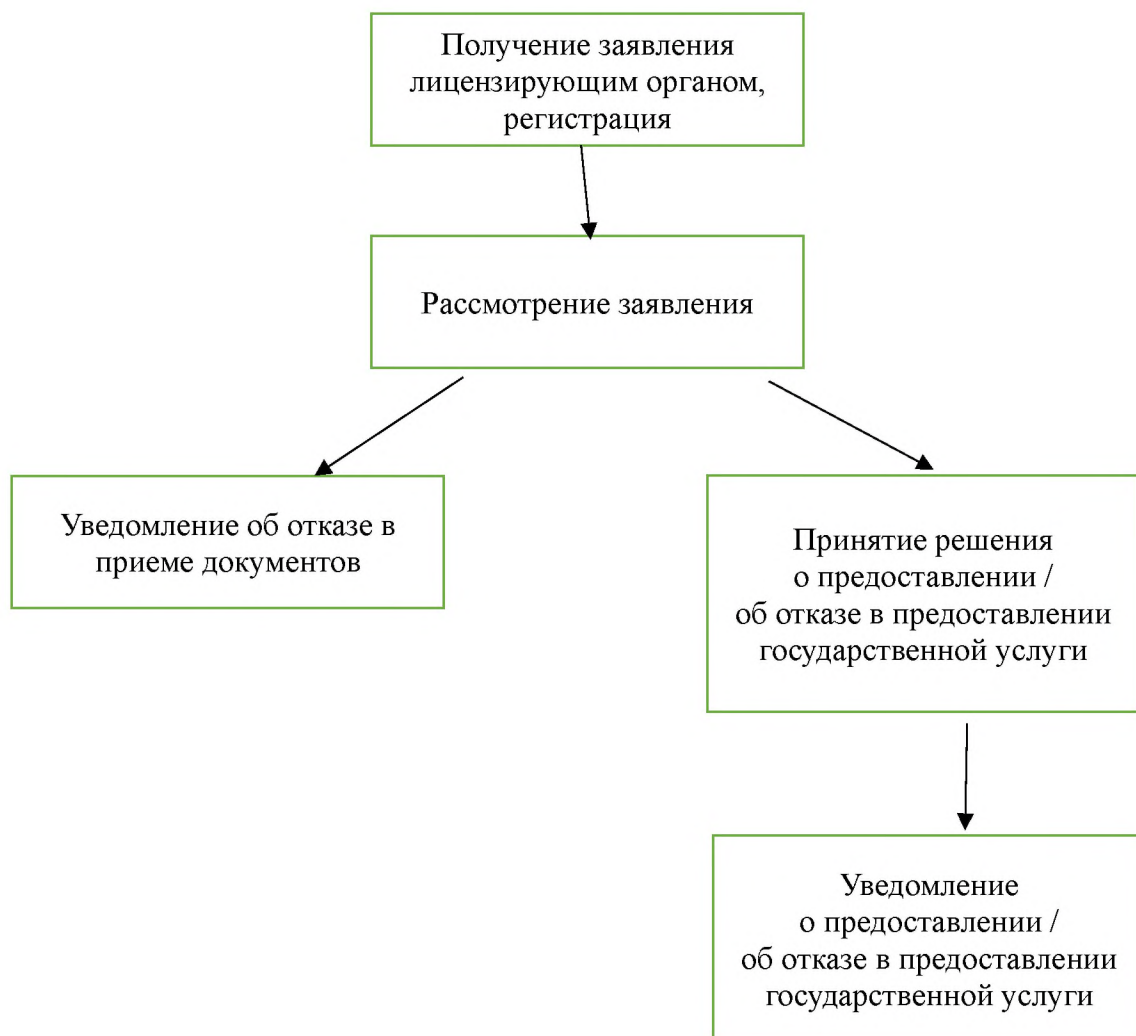 Получение заявления
лицензирующим органом,
регистрация
Рассмотрение заявления
Уведомление об отказе в
приеме документов
Принятие решения
о предоставлении /
об отказе в предоставлении
государственной услуги
Уведомление
о предоставлении /
об отказе в предоставлении
государственной услуги